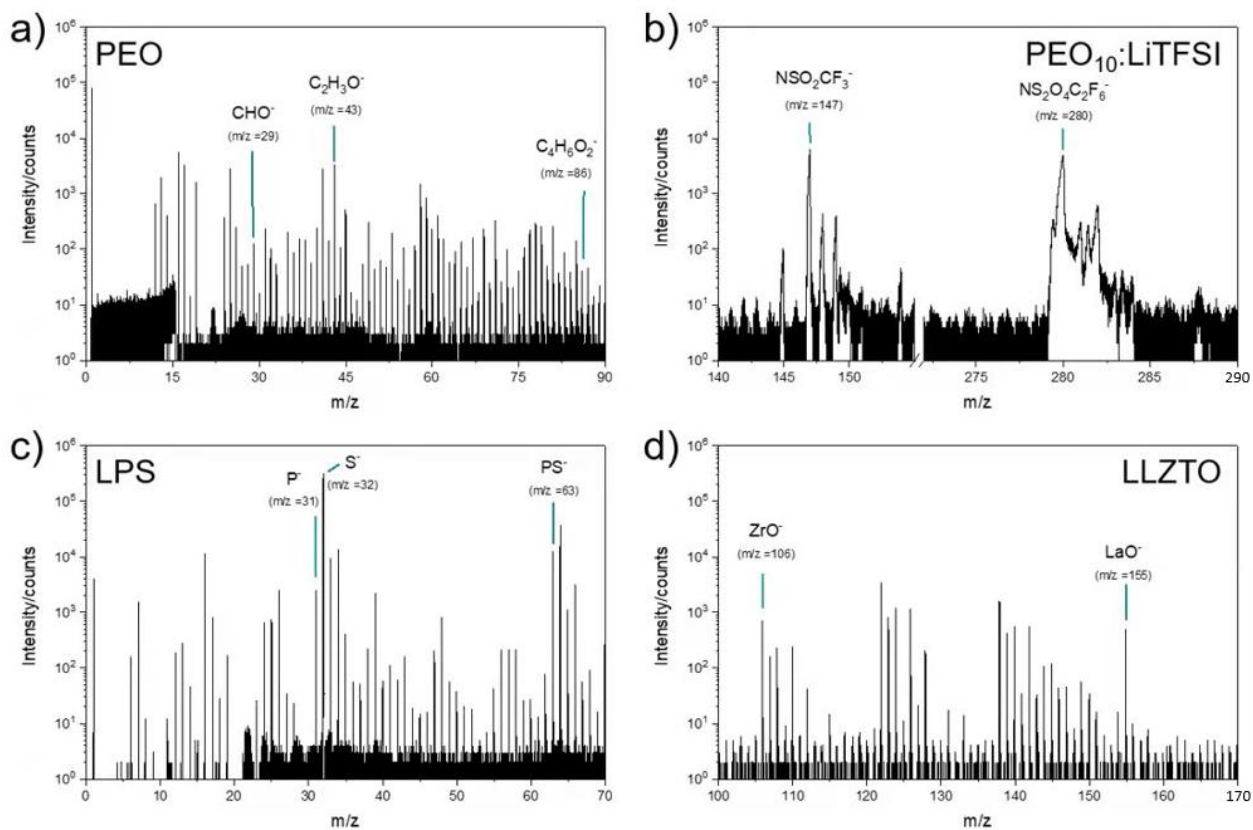 a) PEO
10⁶
10⁵
10⁴
10³
10²
10¹
10⁰
Intensity/counts
CHO⁻
(m/z =29)
C₂H₃O⁻
(m/z =43)
C₄H₆O₂⁻
(m/z =86)
0 15 30 45 60 75 90
m/z
b) PEO₁₀:LiTFSI
10⁶
10⁵
10⁴
10³
10²
10¹
10⁰
Intensity/counts
NSO₂CF₃⁻
(m/z =147)
NS₂O₄C₂F₆⁻
(m/z =280)
140 145 150 275 280 285 290
m/z
c) LPS
10⁶
10⁵
10⁴
10³
10²
10¹
10⁰
Intensity/counts
P⁻
(m/z =31)
S⁻
(m/z =32)
PS⁻
(m/z =63)
0 10 20 30 40 50 60 70
m/z
d) LLZTO
10⁶
10⁵
10⁴
10³
10²
10¹
10⁰
Intensity/counts
ZrO⁻
(m/z =106)
LaO⁻
(m/z =155)
100 110 120 130 140 150 160 170
m/z